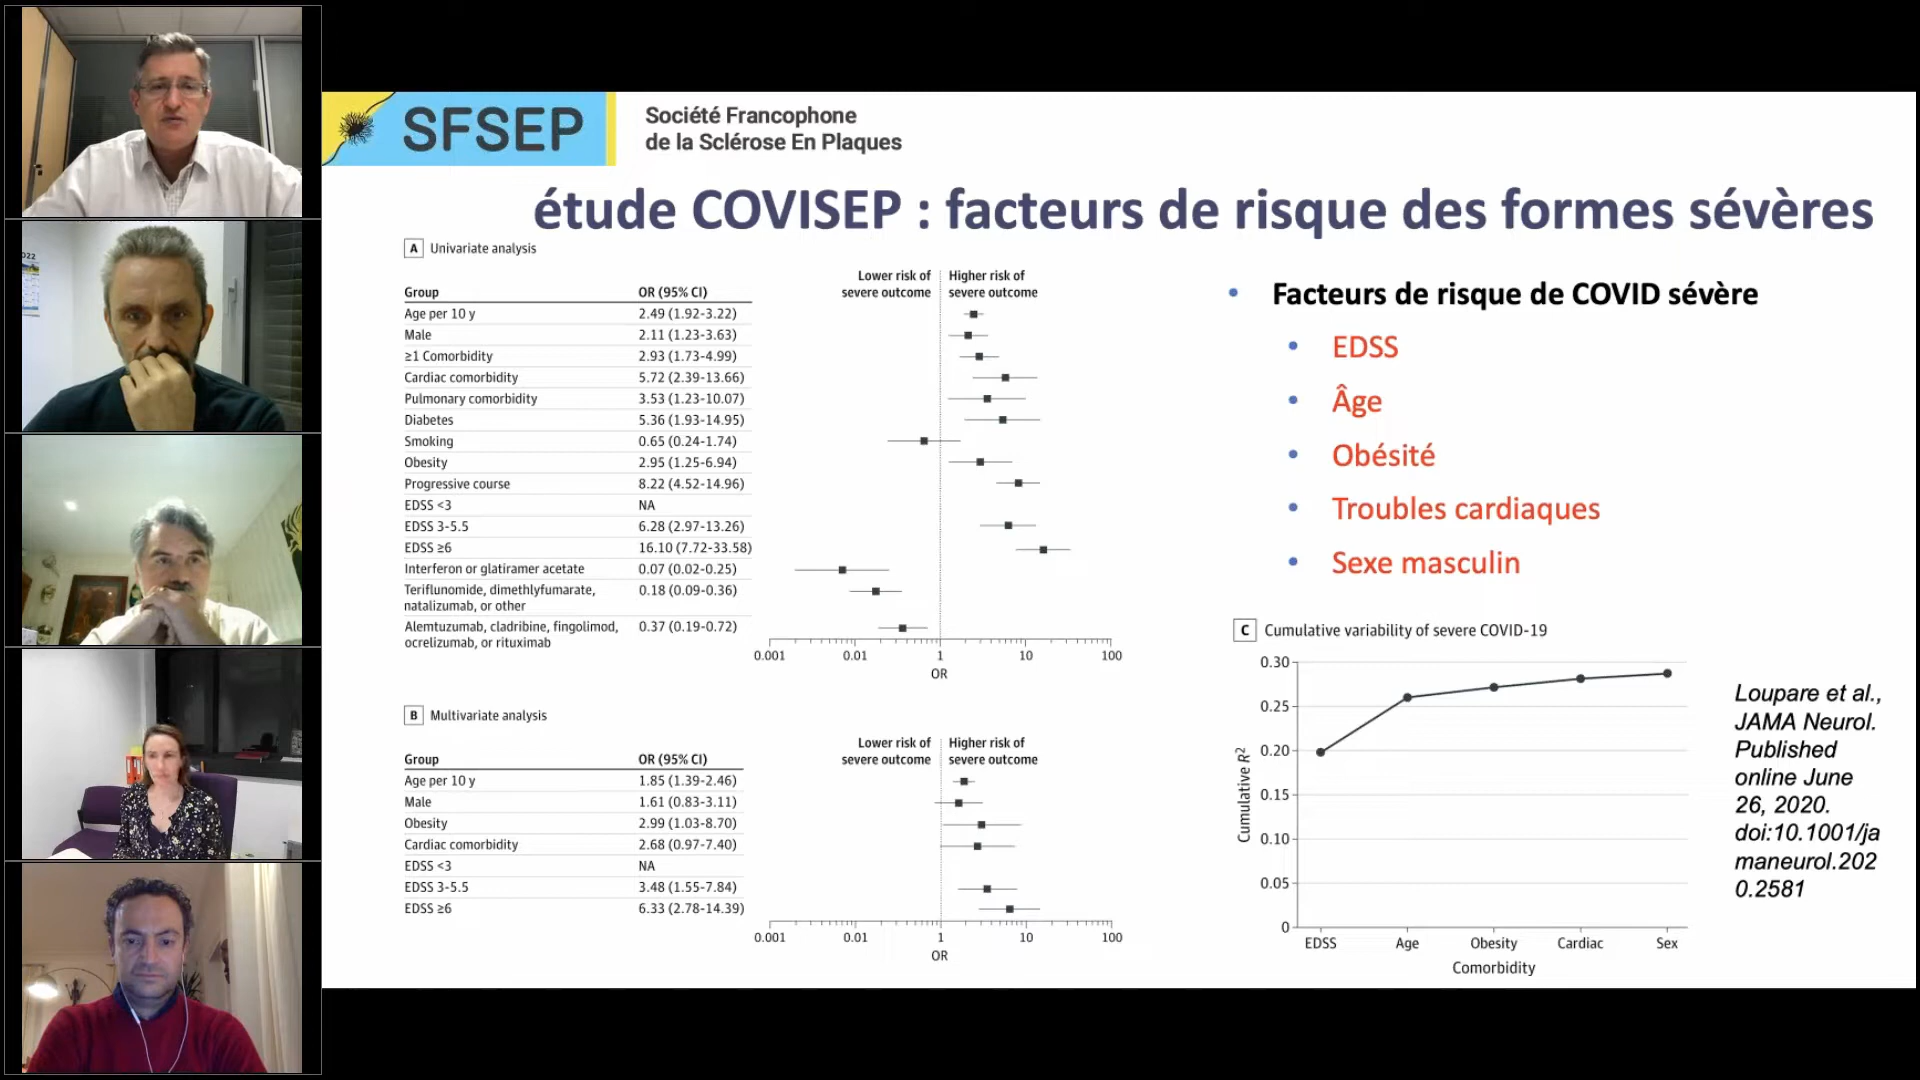 SFSEP
Société Francophone
de la Sclérose En Plaques
étude COVISEP : facteurs de risque des formes sévères
A Univariate analysis
Lower risk of severe outcome
Higher risk of severe outcome
Group OR (95% CI)
Age per 10 y 2.49 (1.92-3.22)
Male 2.11 (1.23-3.63)
≥1 Comorbidity 2.93 (1.73-4.99)
Cardiac comorbidity 5.72 (2.39-13.66)
Pulmonary comorbidity 3.53 (1.23-10.07)
Diabetes 5.36 (1.93-14.95)
Smoking 0.65 (0.24-1.74)
Obesity 2.95 (1.25-6.94)
Progressive course 8.22 (4.52-14.96)
EDSS <3 NA
EDSS 3-5.5 6.28 (2.97-13.26)
EDSS ≥6 16.10 (7.72-33.58)
Interferon or glatiramer acetate 0.07 (0.02-0.25)
Teriflunomide, dimethlyfumarate, 0.18 (0.09-0.36)
natalizumab, or other
Alemtuzumab, cladribine, fingolimod, 0.37 (0.19-0.72)
ocrelizumab, or rituximab
0.001 0.01 1 10 100
OR
B Multivariate analysis
Lower risk of severe outcome
Higher risk of severe outcome
Group OR (95% CI)
Age per 10 y 1.85 (1.39-2.46)
Male 1.61 (0.83-3.11)
Obesity 2.99 (1.03-8.70)
Cardiac comorbidity 2.68 (0.97-7.40)
EDSS <3 NA
EDSS 3-5.5 3.48 (1.55-7.84)
EDSS ≥6 6.33 (2.78-14.39)
0.001 0.01 1 10 100
OR
• Facteurs de risque de COVID sévère
• EDSS
• Âge
• Obésité
• Troubles cardiaques
• Sexe masculin
C Cumulative variability of severe COVID-19
Cumulative R²
0.30
0.25
0.20
0.15
0.10
0.05
0
EDSS Age Obesity Cardiac Sex
Comorbidity
Loupare et al.,
JAMA Neurol.
Published
online June
26, 2020.
doi:10.1001/ja
maneurol.202
0.2581